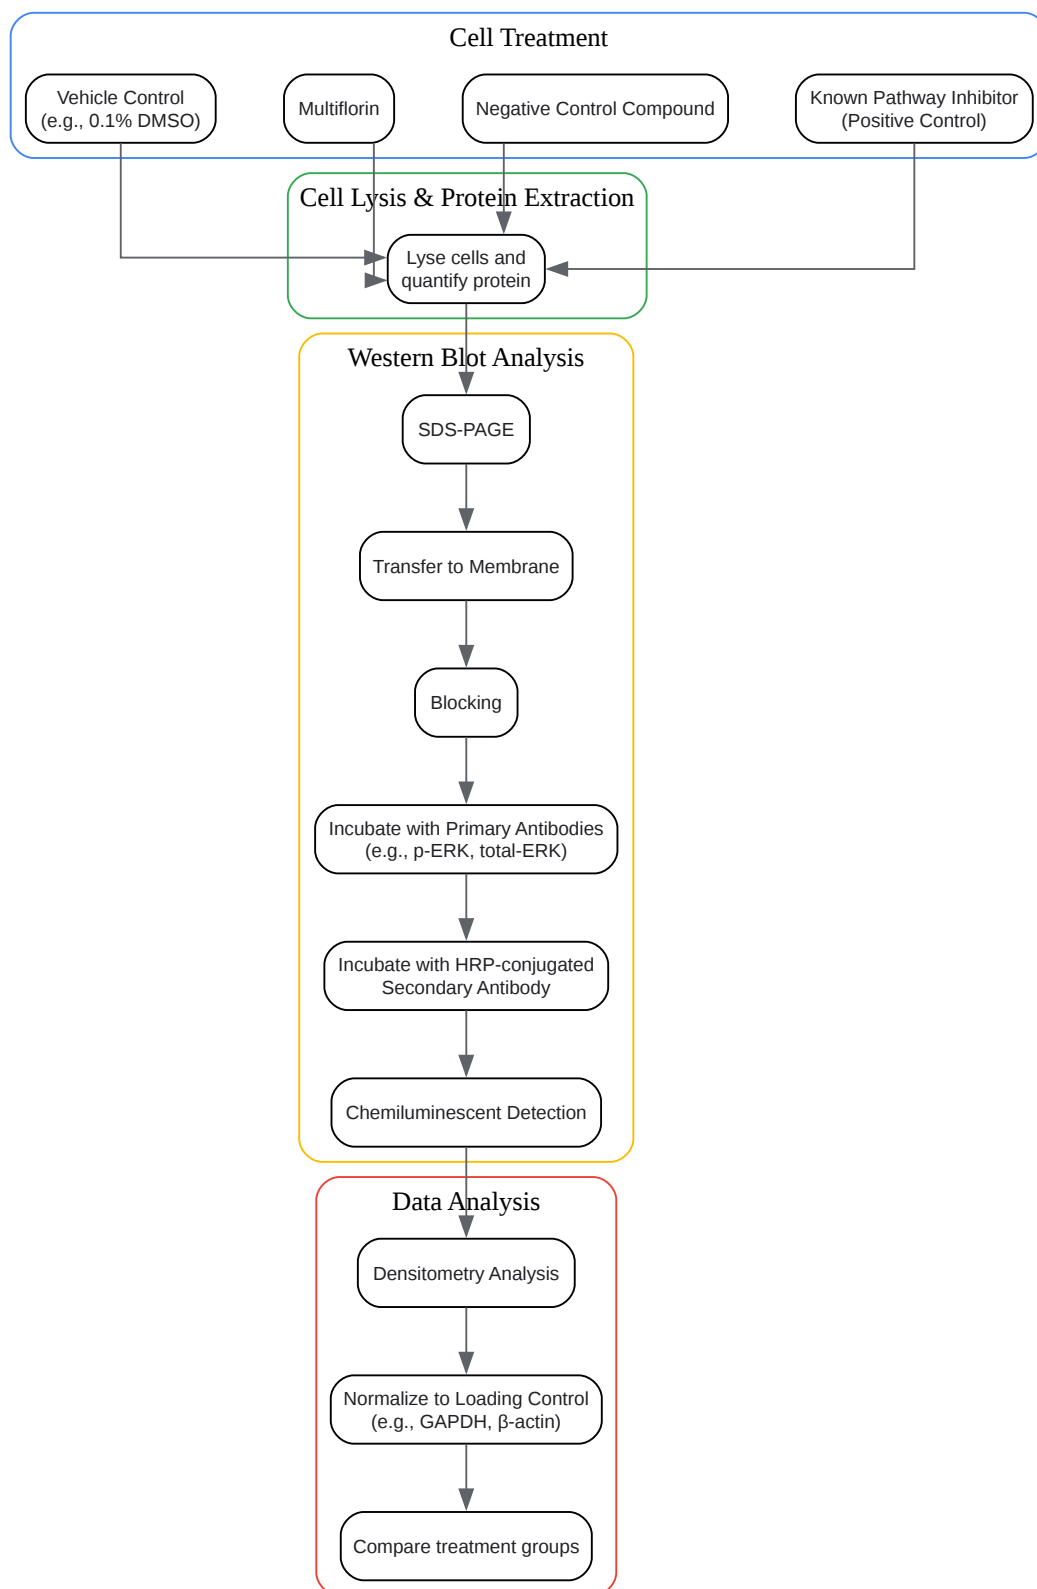 Cell Treatment
Vehicle Control
(e.g., 0.1% DMSO)
Multiflorin
Negative Control Compound
Known Pathway Inhibitor
(Positive Control)
Cell Lysis & Protein Extraction
Lyse cells and
quantify protein
Western Blot Analysis
SDS-PAGE
Transfer to Membrane
Blocking
Incubate with Primary Antibodies
(e.g., p-ERK, total-ERK)
Incubate with HRP-conjugated
Secondary Antibody
Chemiluminescent Detection
Data Analysis
Densitometry Analysis
Normalize to Loading Control
(e.g., GAPDH, β-actin)
Compare treatment groups